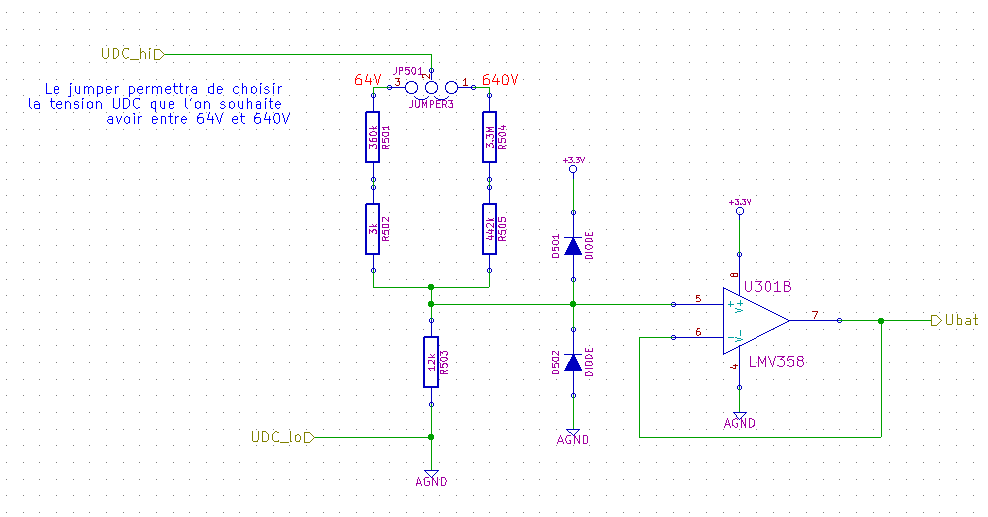 UDC_hi
Le jumper permettra de choisir
la tension UDC que l'on souhaite
avoir entre 64V et 640V
64V
JP501
640V
3
2
1
JUMPER3
360k
R501
3.3M
R504
3k
R502
442k
R505
+3.3V
D501
DIODE
+3.3V
8
U301B
5
+
V+
7
Ubat
6
-
V-
4
LMV358
12k
R503
D502
DIODE
AGND
AGND
UDC_lo
AGND